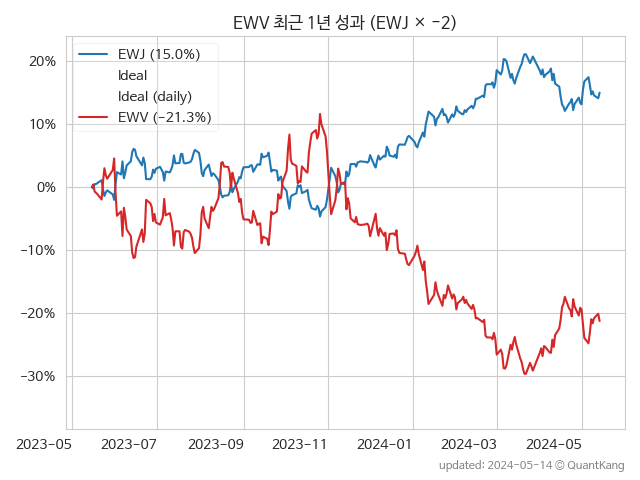 EWV 최근 1년 성과 (EWJ × −2)
EWJ (15.0%)
Ideal
Ideal (daily)
EWV (−21.3%)
20%
10%
0%
−10%
−20%
−30%
2023−05
2023−07
2023−09
2023−11
2024−01
2024−03
2024−05
updated: 2024−05−14 © QuantKang